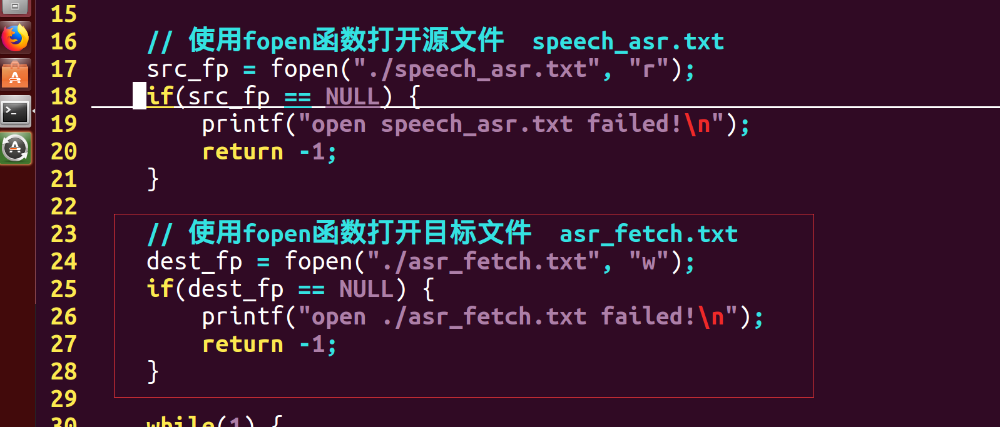 15
16 // 使用fopen函数打开源文件 speech_asr.txt
17 src_fp = fopen("./speech_asr.txt", "r");
18 if(src_fp == NULL) {
19 printf("open speech_asr.txt failed!\n");
20 return -1;
21 }
22
23 // 使用fopen函数打开目标文件 asr_fetch.txt
24 dest_fp = fopen("./asr_fetch.txt", "w");
25 if(dest_fp == NULL) {
26 printf("open ./asr_fetch.txt failed!\n");
27 return -1;
28 }
29
30 while(1) {